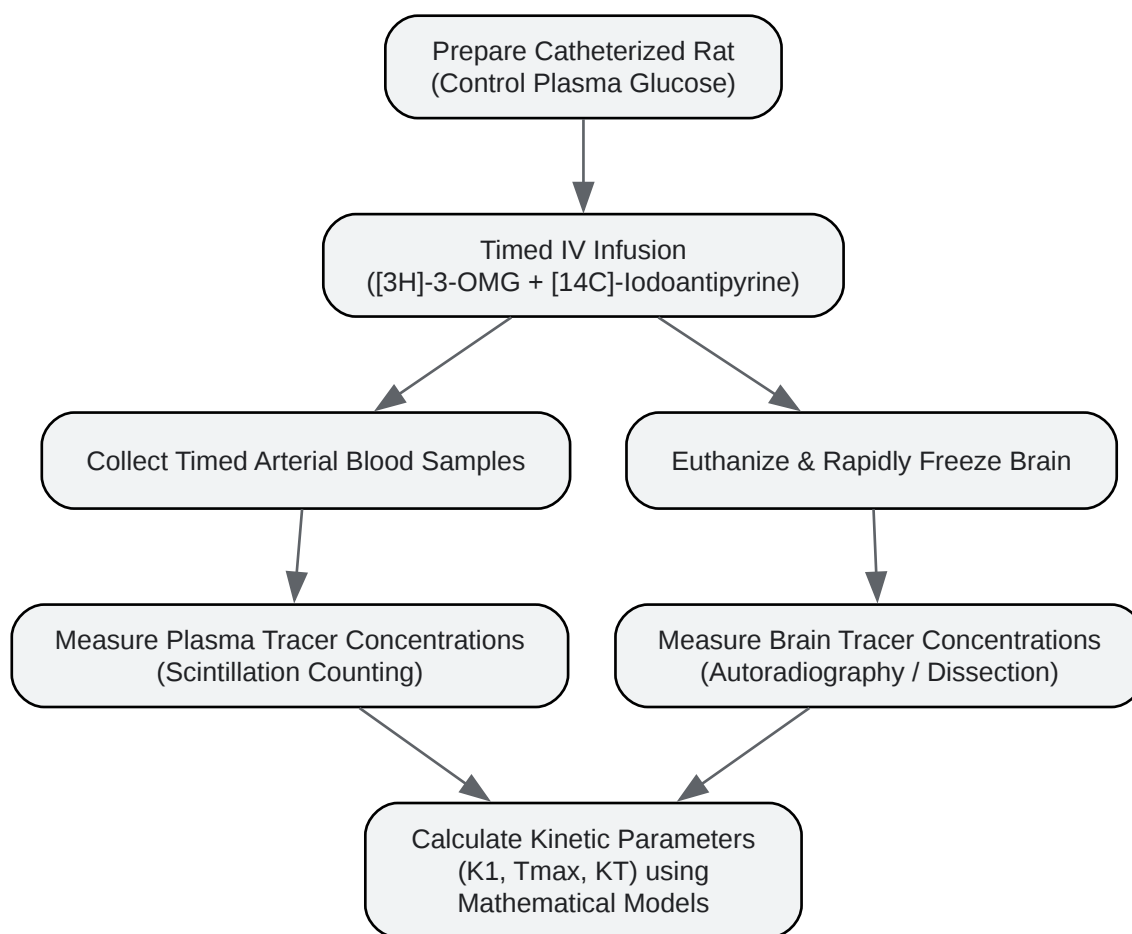 Prepare Catheterized Rat
(Control Plasma Glucose)
Timed IV Infusion
([3H]-3-OMG + [14C]-Iodoantipyrine)
Collect Timed Arterial Blood Samples
Euthanize & Rapidly Freeze Brain
Measure Plasma Tracer Concentrations
(Scintillation Counting)
Measure Brain Tracer Concentrations
(Autoradiography / Dissection)
Calculate Kinetic Parameters
(K1, Tmax, KT) using
Mathematical Models